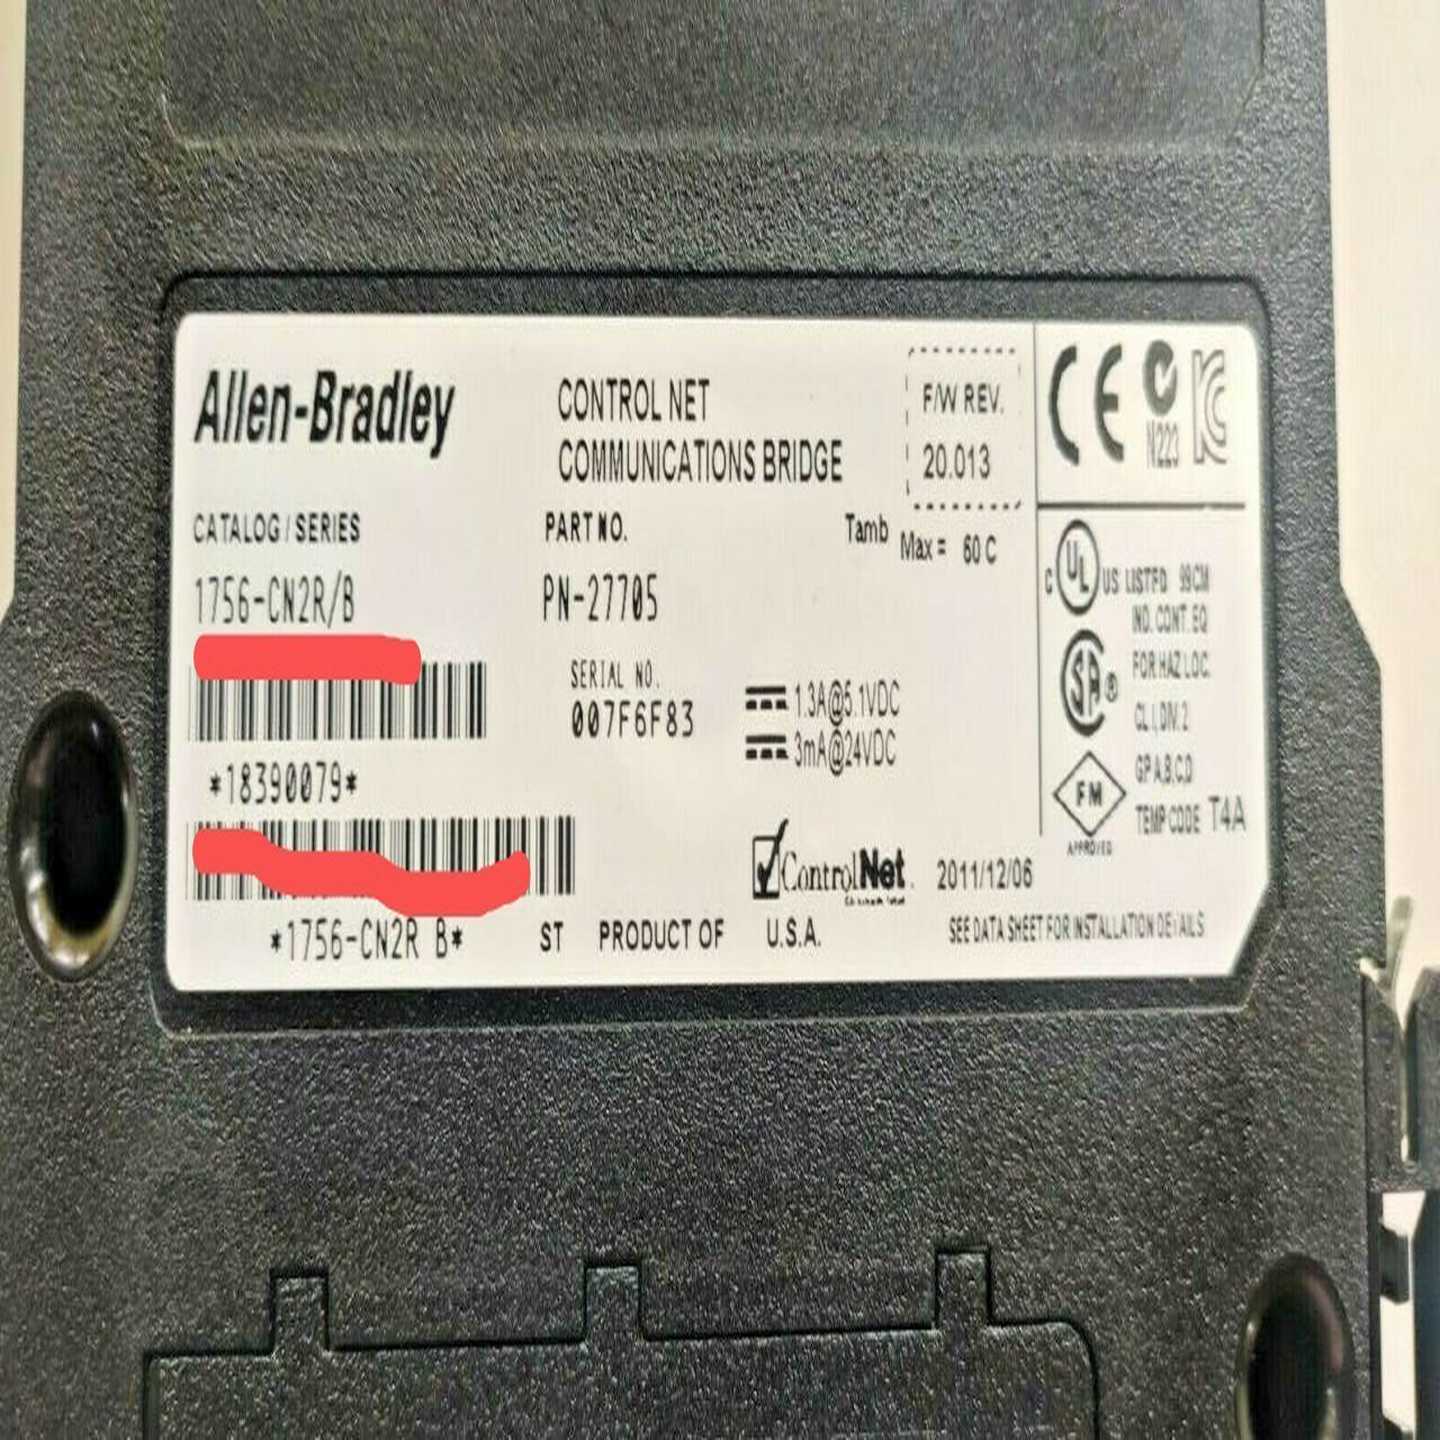 Allen-Bradley
CONTROL NET
COMMUNICATIONS BRIDGE
F/W REV.
20.013
CE
N223
CATALOG / SERIES
PART NO.
Tamb
Max = 60 C
1756-CN2R/B
PN-27705
C UL US LISTED 99CM
IND. CONT. EQ
FOR HAZ LOC.
CL I, DIV. 2
GP A,B,C,D
TEMP CODE T4A
SA ®
FM
APPROVED
SERIAL NO.
007F6F83
1.3A@5.1VDC
3mA@24VDC
*18390079*
ControlNet
2011/12/06
*1756-CN2R B*
ST PRODUCT OF U.S.A.
SEE DATA SHEET FOR INSTALLATION DETAILS